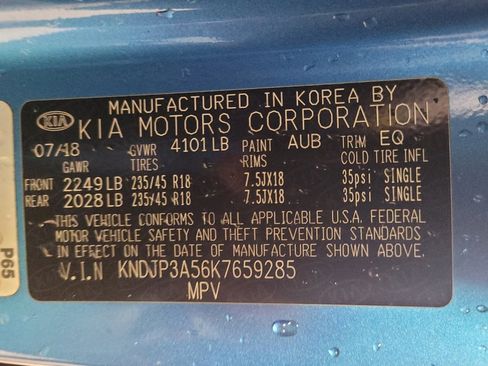 MANUFACTURED IN KOREA BY
KIA KIA MOTORS CORPORATION
07/18 GVWR 4101 LB PAINT AUB TRIM EQ
GAWR TIRES RIMS COLD TIRE INFL
FRONT 2249 LB 235/45 R18 7.5JX18 35psi SINGLE
REAR 2028 LB 235/45 R18 7.5JX18 35psi SINGLE
THIS VEHICLE CONFORMS TO ALL APPLICABLE U.S.A. FEDERAL
MOTOR VEHICLE SAFETY AND THEFT PREVENTION STANDARDS
IN EFFECT ON THE DATE OF MANUFACTURE SHOWN ABOVE.
V.I.N KNDJP3A56K7659285
MPV
P65